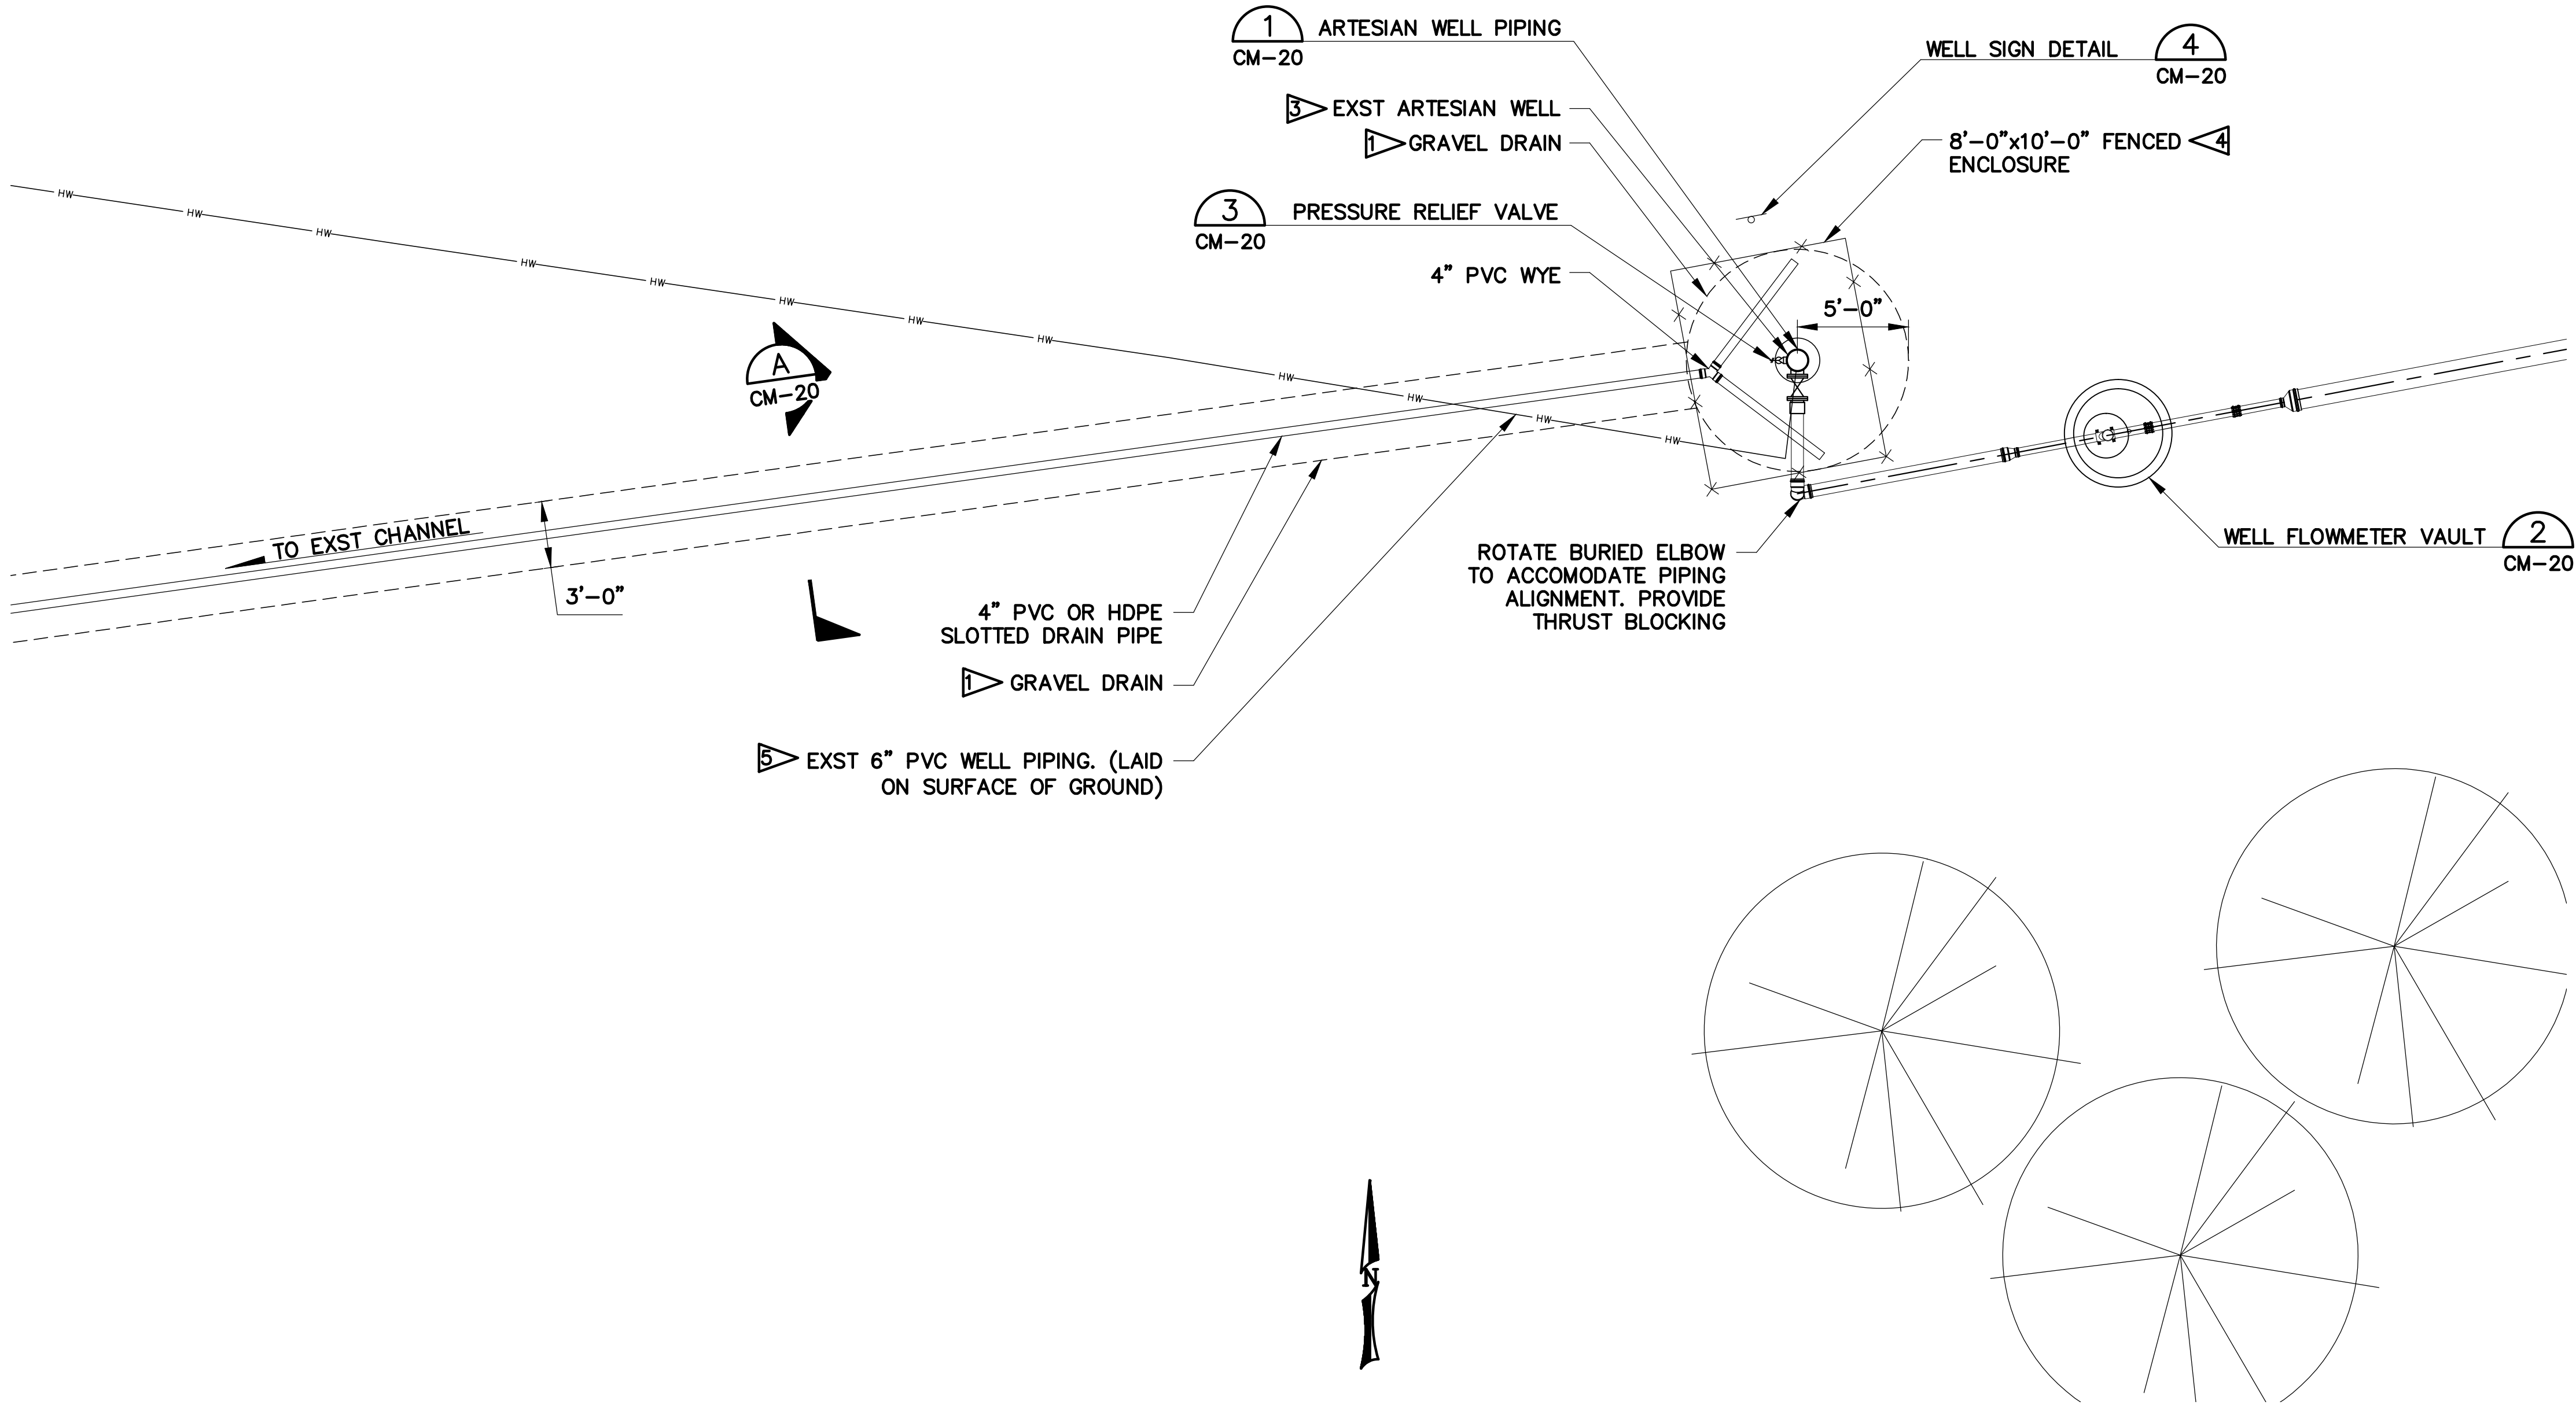 1
ARTESIAN WELL PIPING
CM-20
WELL SIGN DETAIL
4
CM-20
3 EXST ARTESIAN WELL
1 GRAVEL DRAIN
8'-0"x10'-0" FENCED 4
ENCLOSURE
3
PRESSURE RELIEF VALVE
CM-20
4" PVC WYE
5'-0"
HW
HW
HW
HW
HW
HW
HW
HW
HW
HW
HW
HW
A
CM-20
TO EXST CHANNEL
3'-0"
WELL FLOWMETER VAULT
2
CM-20
ROTATE BURIED ELBOW
TO ACCOMODATE PIPING
ALIGNMENT. PROVIDE
THRUST BLOCKING
4" PVC OR HDPE
SLOTTED DRAIN PIPE
1 GRAVEL DRAIN
5 EXST 6" PVC WELL PIPING. (LAID
ON SURFACE OF GROUND)
N